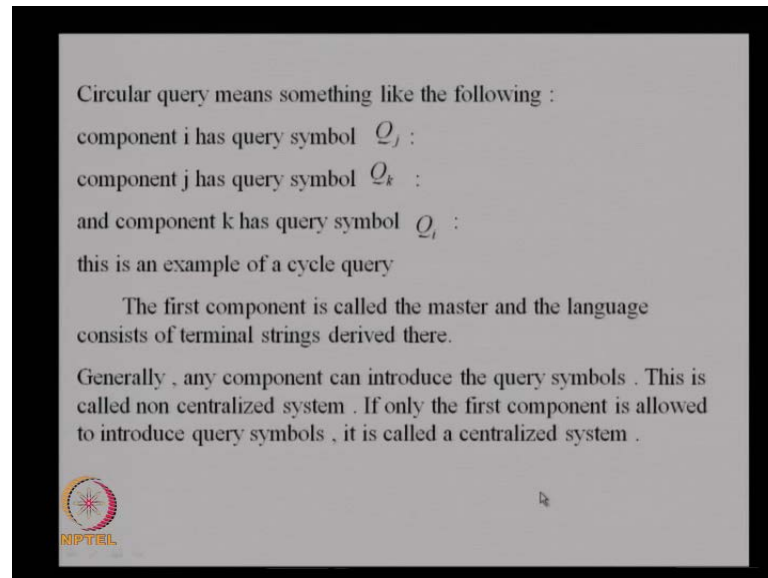 Circular query means something like the following :
component i has query symbol Q_j :
component j has query symbol Q_k :
and component k has query symbol Q_i :
this is an example of a cycle query
The first component is called the master and the language
consists of terminal strings derived there.
Generally , any component can introduce the query symbols . This is
called non centralized system . If only the first component is allowed
to introduce query symbols , it is called a centralized system .
NPTEL